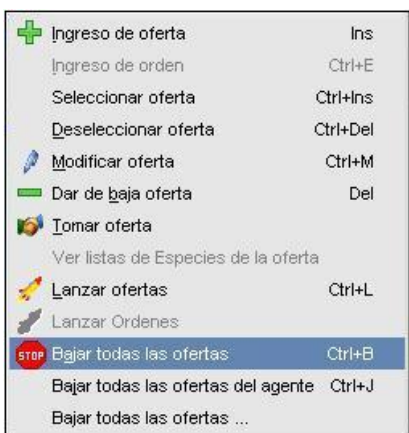 Ingreso de oferta Ins
Ingreso de orden Ctrl+E
Seleccionar oferta Ctrl+Ins
Deseleccionar oferta Ctrl+Del
Modificar oferta Ctrl+M
Dar de baja oferta Del
Tomar oferta
Ver listas de Especies de la oferta
Lanzar ofertas Ctrl+L
Lanzar Ordenes
STOP Bajar todas las ofertas Ctrl+B
Bajar todas las ofertas del agente Ctrl+J
Bajar todas las ofertas ...